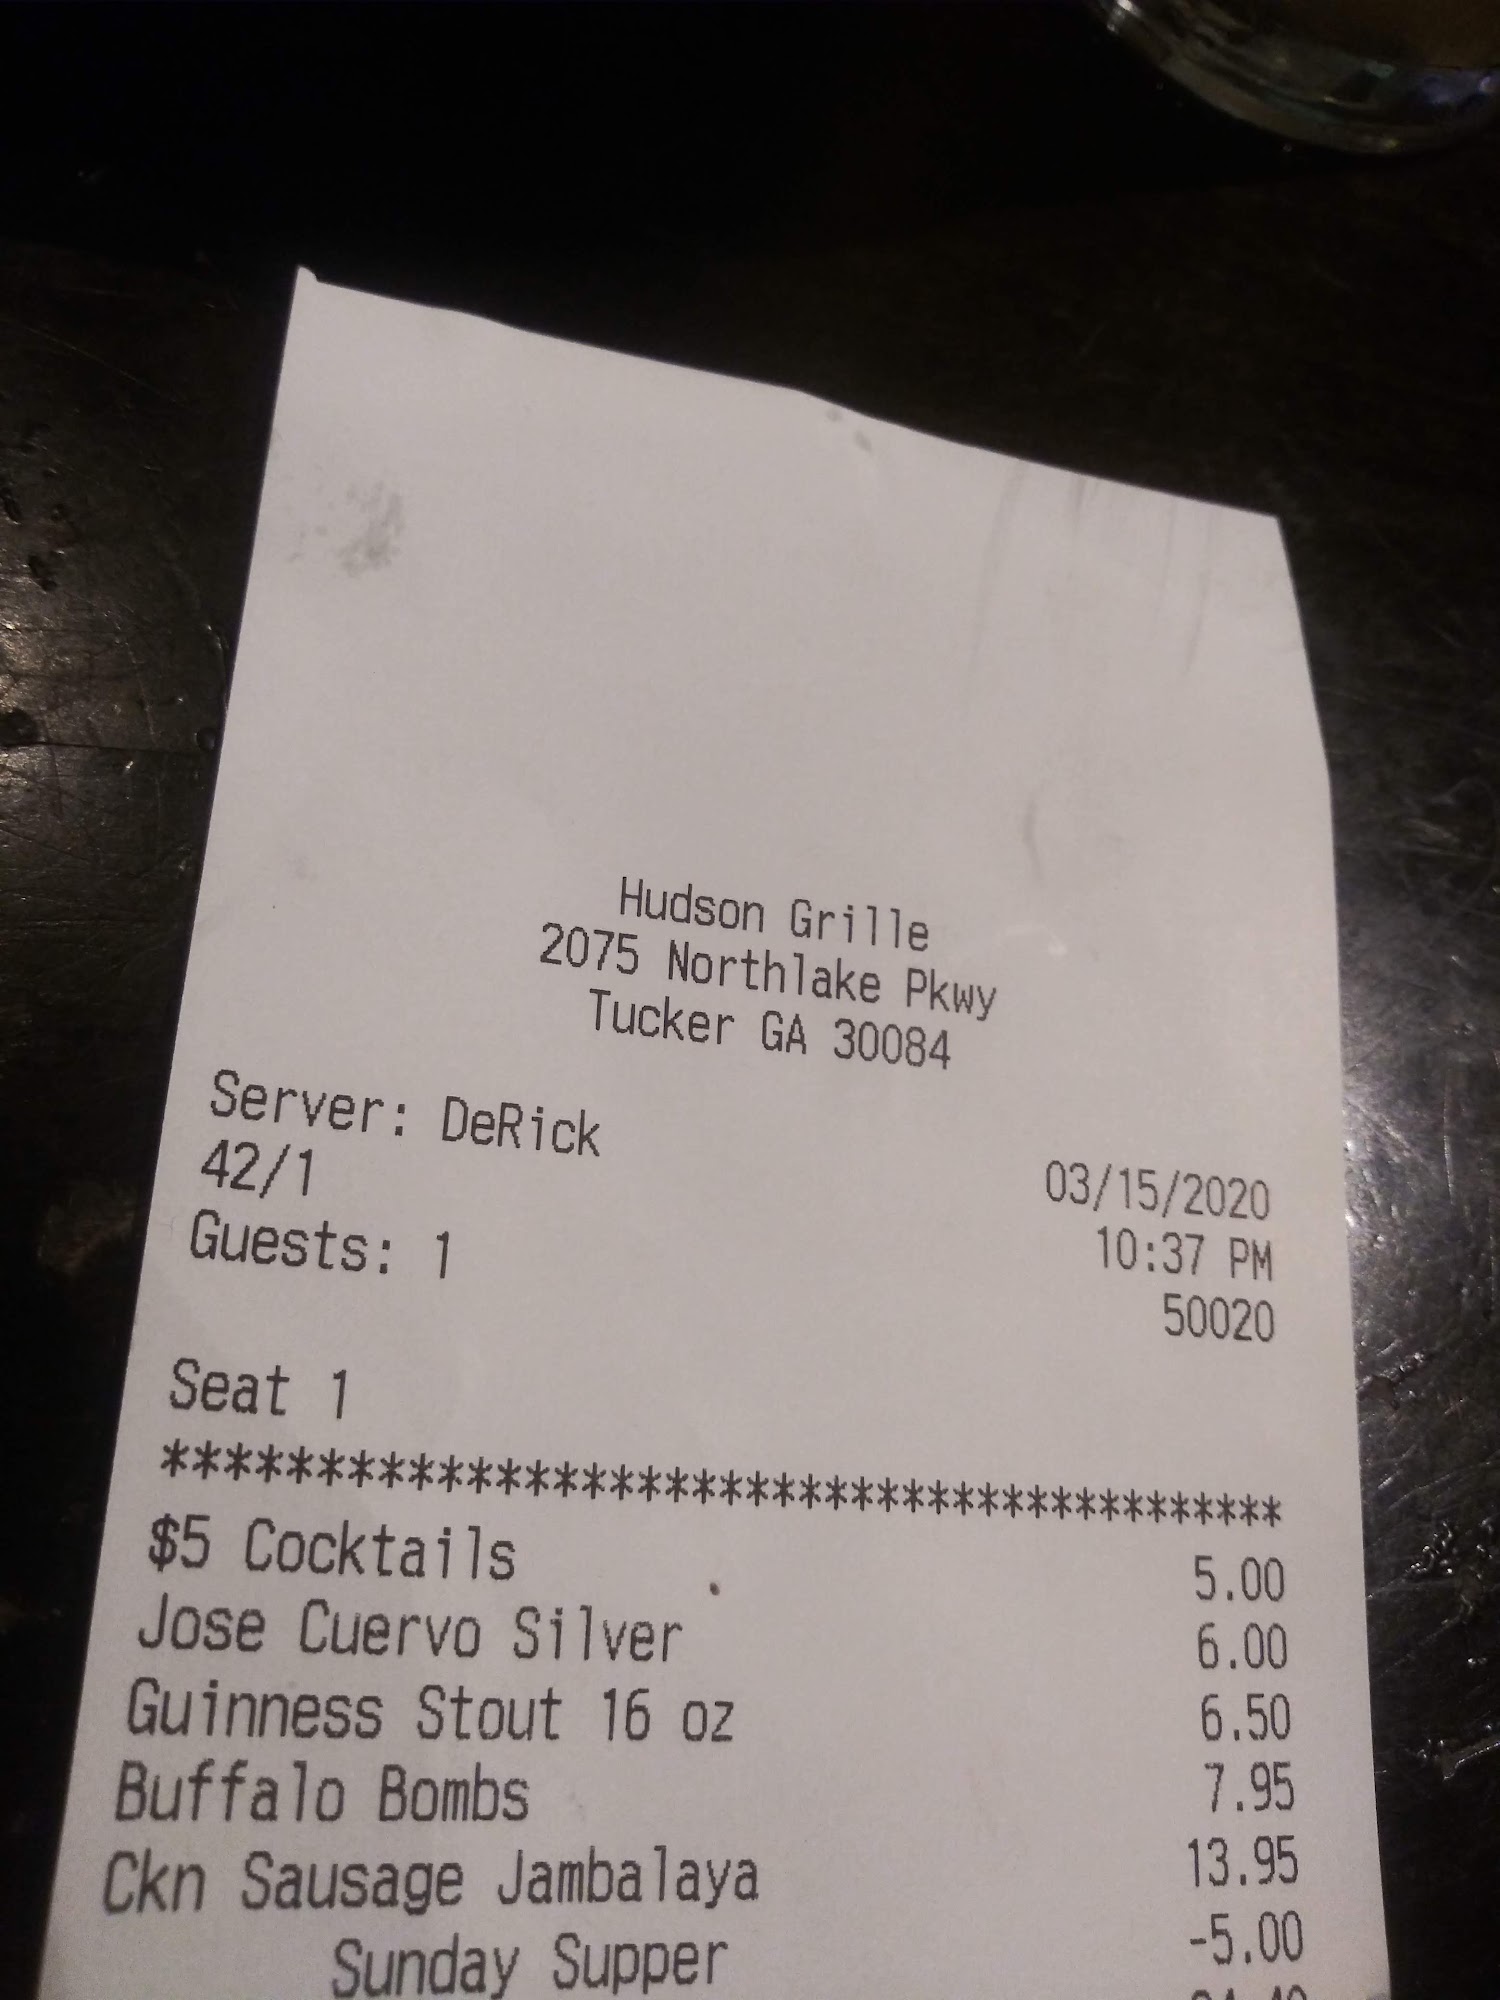 Hudson Grille
2075 Northlake Pkwy
Tucker GA 30084
Server: DeRick
42/1 03/15/2020
Guests: 1 10:37 PM
50020
Seat 1
****************************************
$5 Cocktails 5.00
Jose Cuervo Silver 6.00
Guinness Stout 16 oz 6.50
Buffalo Bombs 7.95
Ckn Sausage Jambalaya 13.95
Sunday Supper -5.00